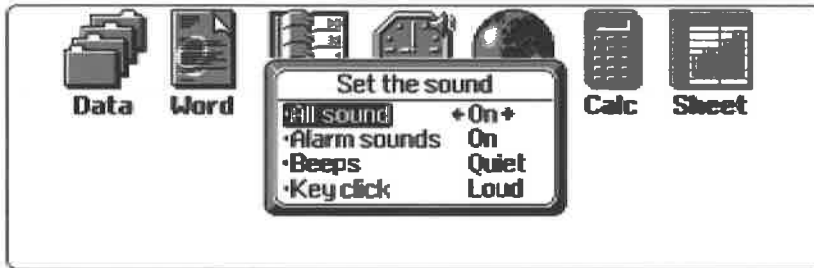 Data Word Calc Sheet
Set the sound
All sound On
Alarm sounds On
Beeps Quiet
Key click Loud